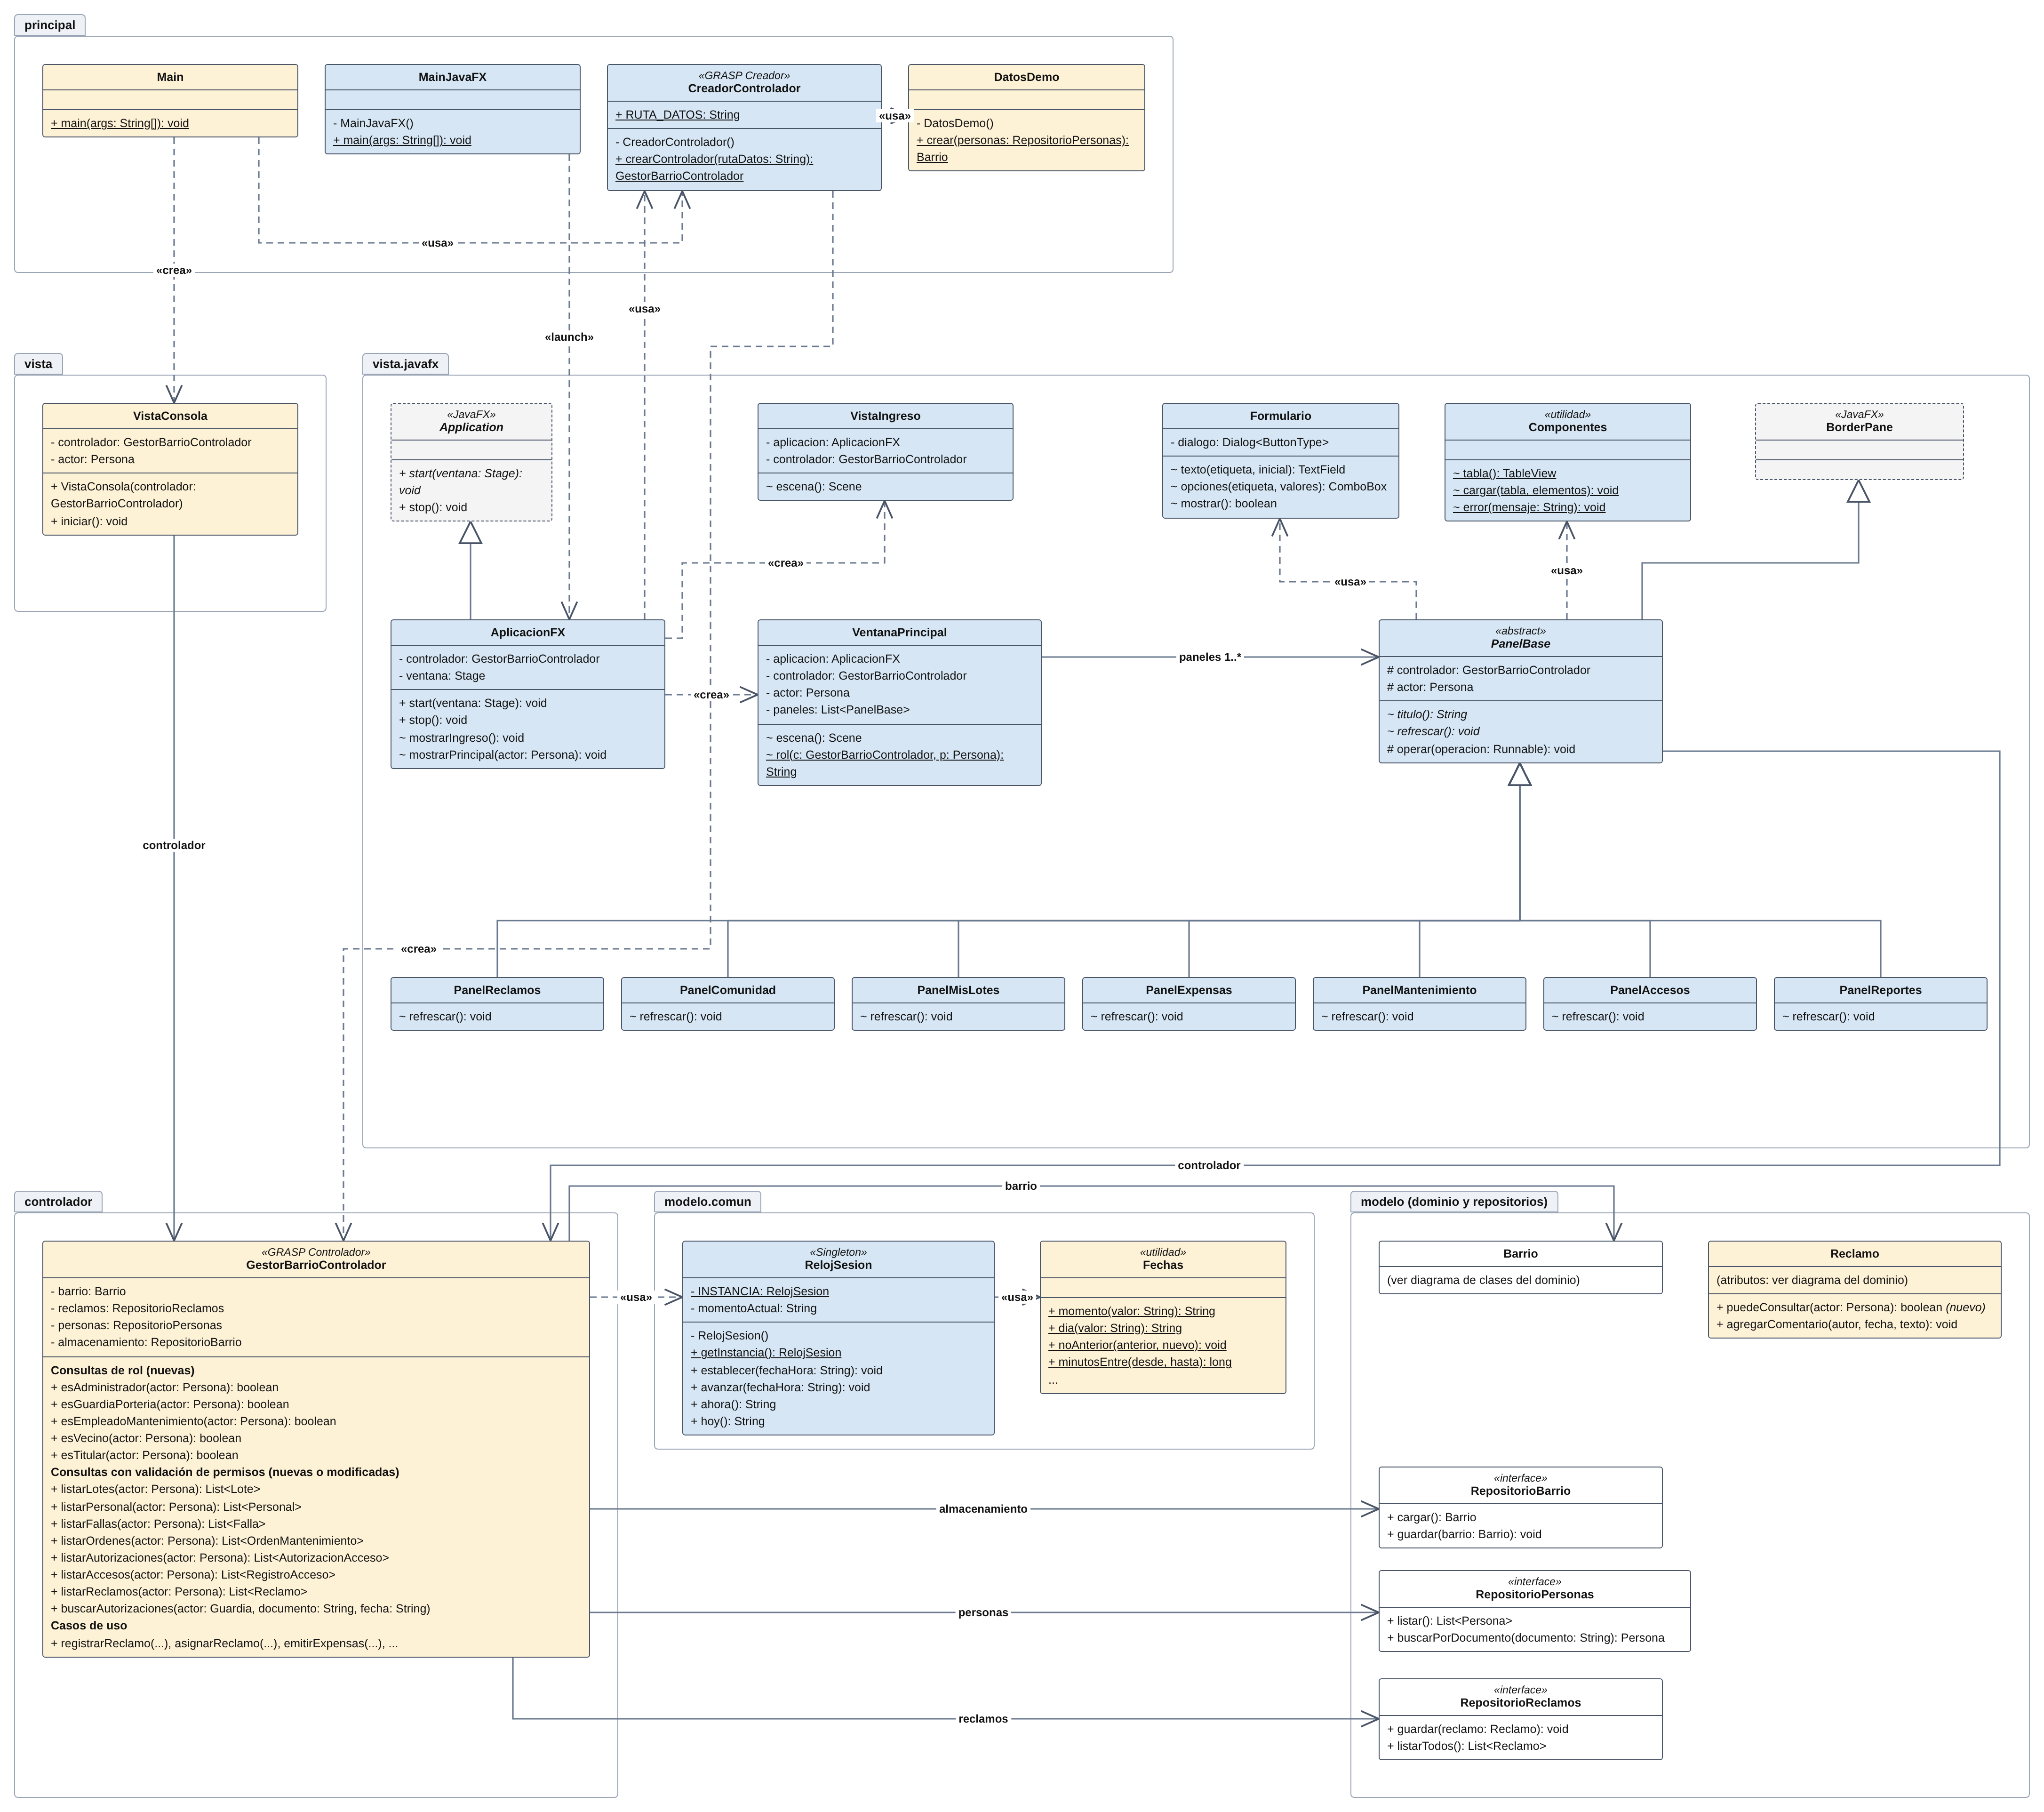 principal
Main
+ main(args: String[]): void
MainJavaFX
- MainJavaFX()
+ main(args: String[]): void
«GRASP Creador»
CreadorControlador
+ RUTA_DATOS: String
- CreadorControlador()
+ crearControlador(rutaDatos: String):
GestorBarrioControlador
«usa»
DatosDemo
- DatosDemo()
+ crear(personas: RepositorioPersonas):
Barrio
«usa»
«crea»
«usa»
«launch»
vista
VistaConsola
- controlador: GestorBarrioControlador
- actor: Persona
+ VistaConsola(controlador:
GestorBarrioControlador)
+ iniciar(): void
vista.javafx
«JavaFX»
Application
+ start(ventana: Stage):
void
+ stop(): void
VistaIngreso
- aplicacion: AplicacionFX
- controlador: GestorBarrioControlador
~ escena(): Scene
Formulario
- dialogo: Dialog<ButtonType>
~ texto(etiqueta, inicial): TextField
~ opciones(etiqueta, valores): ComboBox
~ mostrar(): boolean
«utilidad»
Componentes
~ tabla(): TableView
~ cargar(tabla, elementos): void
~ error(mensaje: String): void
«JavaFX»
BorderPane
«crea»
«usa»
«usa»
AplicacionFX
- controlador: GestorBarrioControlador
- ventana: Stage
+ start(ventana: Stage): void
+ stop(): void
~ mostrarIngreso(): void
~ mostrarPrincipal(actor: Persona): void
«crea»
VentanaPrincipal
- aplicacion: AplicacionFX
- controlador: GestorBarrioControlador
- actor: Persona
- paneles: List<PanelBase>
~ escena(): Scene
~ rol(c: GestorBarrioControlador, p: Persona):
String
paneles 1..*
«abstract»
PanelBase
# controlador: GestorBarrioControlador
# actor: Persona
~ titulo(): String
~ refrescar(): void
# operar(operacion: Runnable): void
controlador
«crea»
PanelReclamos
~ refrescar(): void
PanelComunidad
~ refrescar(): void
PanelMisLotes
~ refrescar(): void
PanelExpensas
~ refrescar(): void
PanelMantenimiento
~ refrescar(): void
PanelAccesos
~ refrescar(): void
PanelReportes
~ refrescar(): void
controlador
barrio
controlador
«GRASP Controlador»
GestorBarrioControlador
- barrio: Barrio
- reclamos: RepositorioReclamos
- personas: RepositorioPersonas
- almacenamiento: RepositorioBarrio
Consultas de rol (nuevas)
+ esAdministrador(actor: Persona): boolean
+ esGuardiaPorteria(actor: Persona): boolean
+ esEmpleadoMantenimiento(actor: Persona): boolean
+ esVecino(actor: Persona): boolean
+ esTitular(actor: Persona): boolean
Consultas con validación de permisos (nuevas o modificadas)
+ listarLotes(actor: Persona): List<Lote>
+ listarPersonal(actor: Persona): List<Personal>
+ listarFallas(actor: Persona): List<Falla>
+ listarOrdenes(actor: Persona): List<OrdenMantenimiento>
+ listarAutorizaciones(actor: Persona): List<AutorizacionAcceso>
+ listarAccesos(actor: Persona): List<RegistroAcceso>
+ listarReclamos(actor: Persona): List<Reclamo>
+ buscarAutorizaciones(actor: Guardia, documento: String, fecha: String)
Casos de uso
+ registrarReclamo(...), asignarReclamo(...), emitirExpensas(...), ...
«usa»
modelo.comun
«Singleton»
RelojSesion
- INSTANCIA: RelojSesion
- momentoActual: String
- RelojSesion()
+ getInstancia(): RelojSesion
+ establecer(fechaHora: String): void
+ avanzar(fechaHora: String): void
+ ahora(): String
+ hoy(): String
«usa»
«utilidad»
Fechas
+ momento(valor: String): String
+ dia(valor: String): String
+ noAnterior(anterior, nuevo): void
+ minutosEntre(desde, hasta): long
...
modelo (dominio y repositorios)
Barrio
(ver diagrama de clases del dominio)
Reclamo
(atributos: ver diagrama del dominio)
+ puedeConsultar(actor: Persona): boolean (nuevo)
+ agregarComentario(autor, fecha, texto): void
almacenamiento
«interface»
RepositorioBarrio
+ cargar(): Barrio
+ guardar(barrio: Barrio): void
personas
«interface»
RepositorioPersonas
+ listar(): List<Persona>
+ buscarPorDocumento(documento: String): Persona
reclamos
«interface»
RepositorioReclamos
+ guardar(reclamo: Reclamo): void
+ listarTodos(): List<Reclamo>